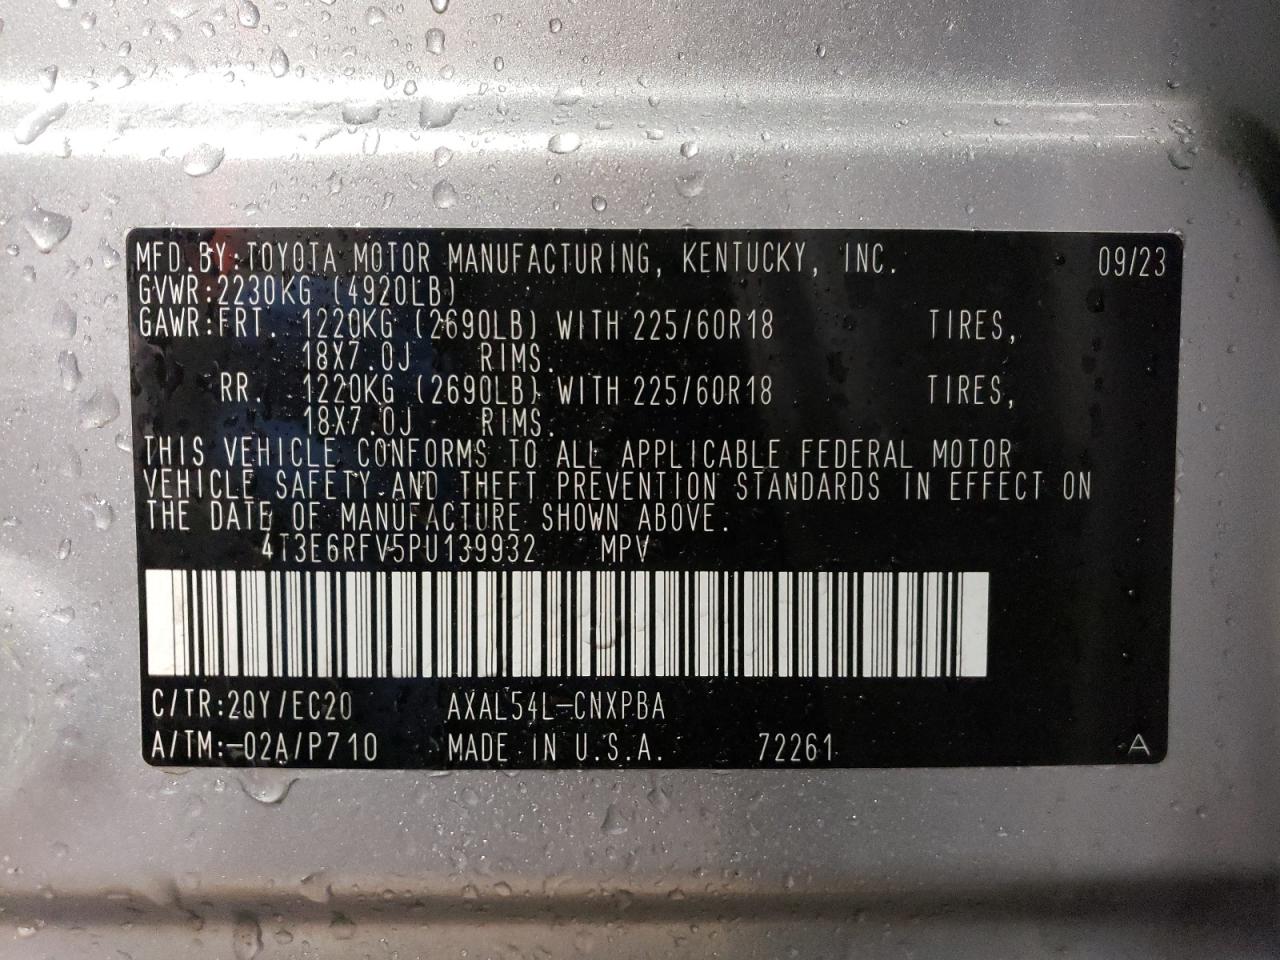 MFD.BY:TOYOTA MOTOR MANUFACTURING, KENTUCKY, INC. 09/23
GVWR:2230KG (4920LB)
GAWR:FRT. 1220KG (2690LB) WITH 225/60R18 TIRES,
18X7.0J RIMS.
RR. 1220KG (2690LB) WITH 225/60R18 TIRES,
18X7.0J RIMS.
THIS VEHICLE CONFORMS TO ALL APPLICABLE FEDERAL MOTOR
VEHICLE SAFETY AND THEFT PREVENTION STANDARDS IN EFFECT ON
THE DATE OF MANUFACTURE SHOWN ABOVE.
4T3E6RFV5PU139932 MPV
C/TR:2QY/EC20 AXAL54L-CNXPBA
A/TM:-02A/P710 MADE IN U.S.A. 72261 A